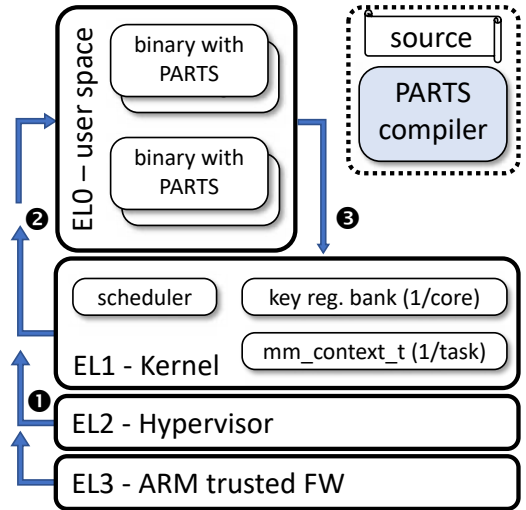 EL0 – user space
binary with
PARTS
binary with
PARTS
source
PARTS
compiler
❷
❸
scheduler
key reg. bank (1/core)
mm_context_t (1/task)
EL1 - Kernel
❶
EL2 - Hypervisor
EL3 - ARM trusted FW